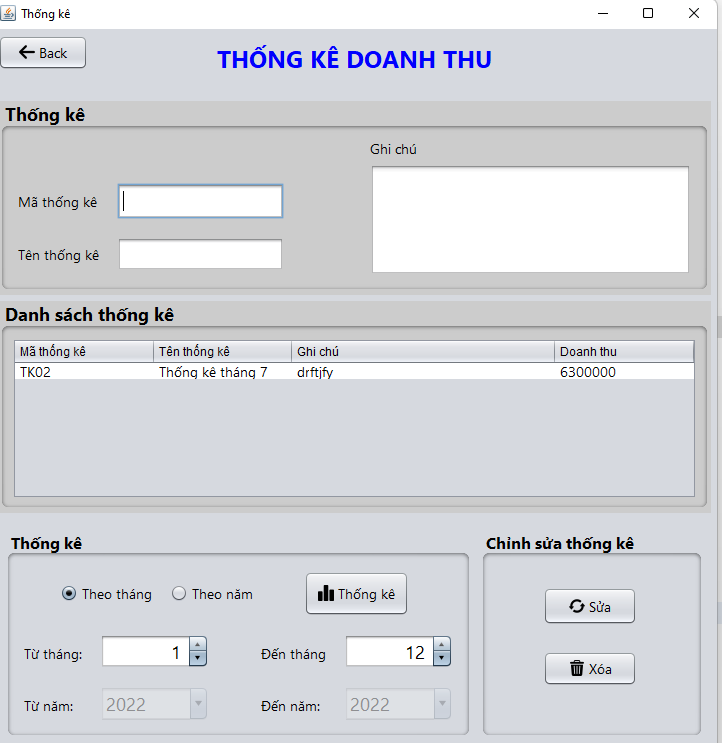 Thống kê
Back
THỐNG KÊ DOANH THU
Thống kê
Ghi chú
Mã thống kê
Tên thống kê
Danh sách thống kê
Mã thống kê Tên thống kê Ghi chú Doanh thu
TK02 Thống kê tháng 7 drftjfy 6300000
Thống kê
Theo tháng Theo năm Thống kê
Từ tháng: 1 Đến tháng 12
Từ năm: 2022 Đến năm: 2022
Chỉnh sửa thống kê
Sửa
Xóa